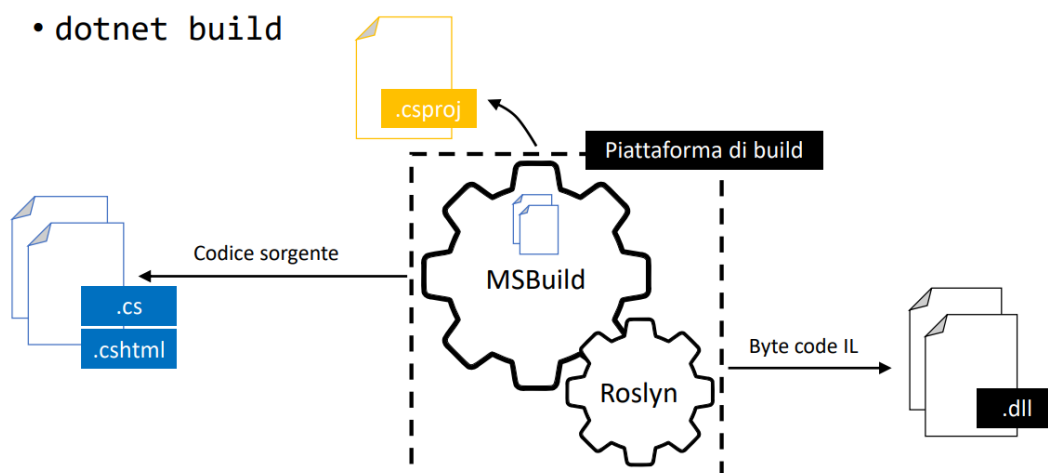 • dotnet build
.csproj
Piattaforma di build
Codice sorgente
MSBuild
.cs
.cshtml
Byte code IL
Roslyn
.dll